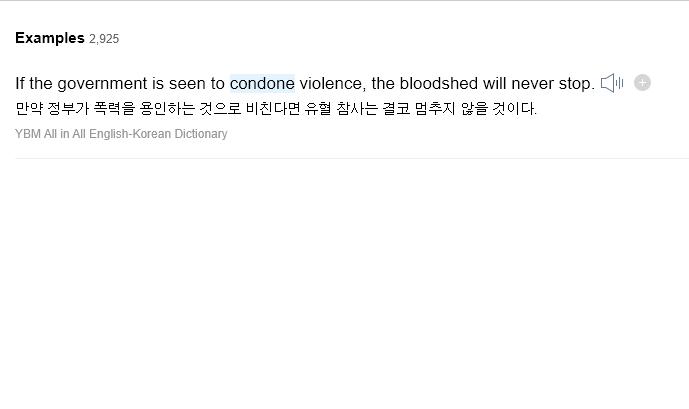 Examples 2,925
If the government is seen to condone violence, the bloodshed will never stop.
만약 정부가 폭력을 용인하는 것으로 비친다면 유혈 참사는 결코 멈추지 않을 것이다.
YBM All in All English-Korean Dictionary